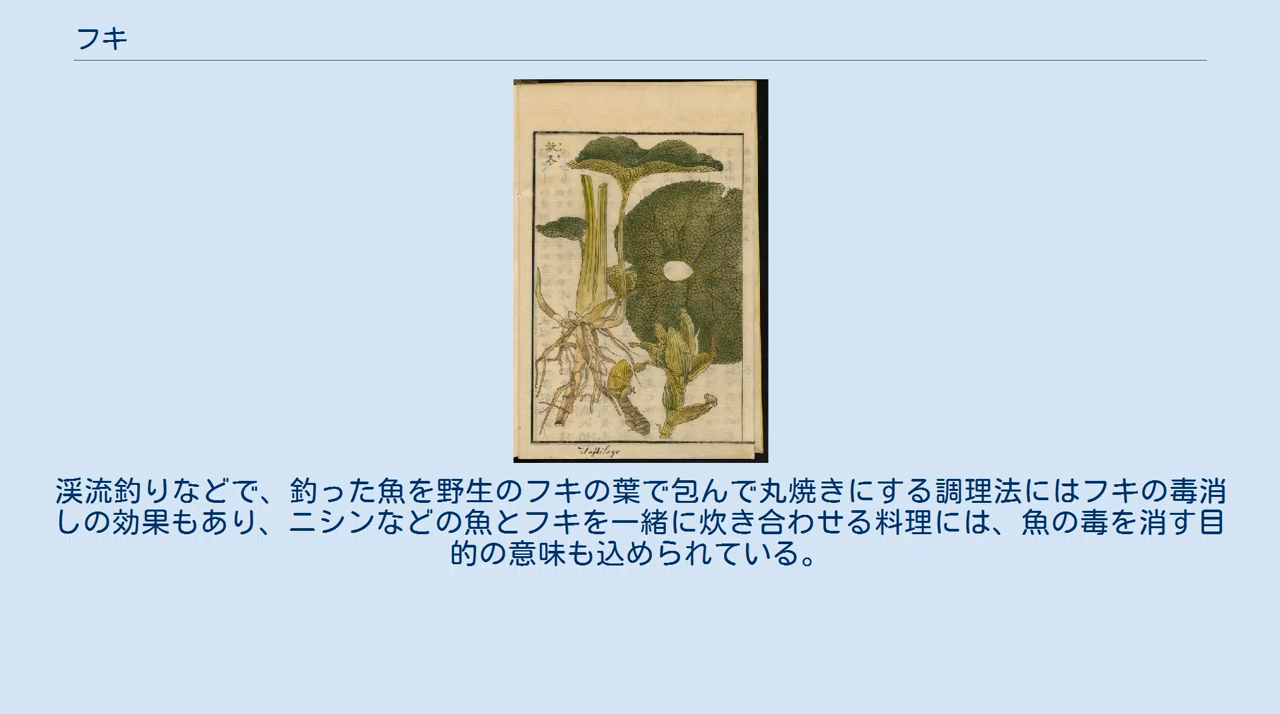 フキ
款冬
Tussilago
渓流釣りなどで、釣った魚を野生のフキの葉で包んで丸焼きにする調理法にはフキの毒消
しの効果もあり、ニシンなどの魚とフキを一緒に炊き合わせる料理には、魚の毒を消す目
的の意味も込められている。